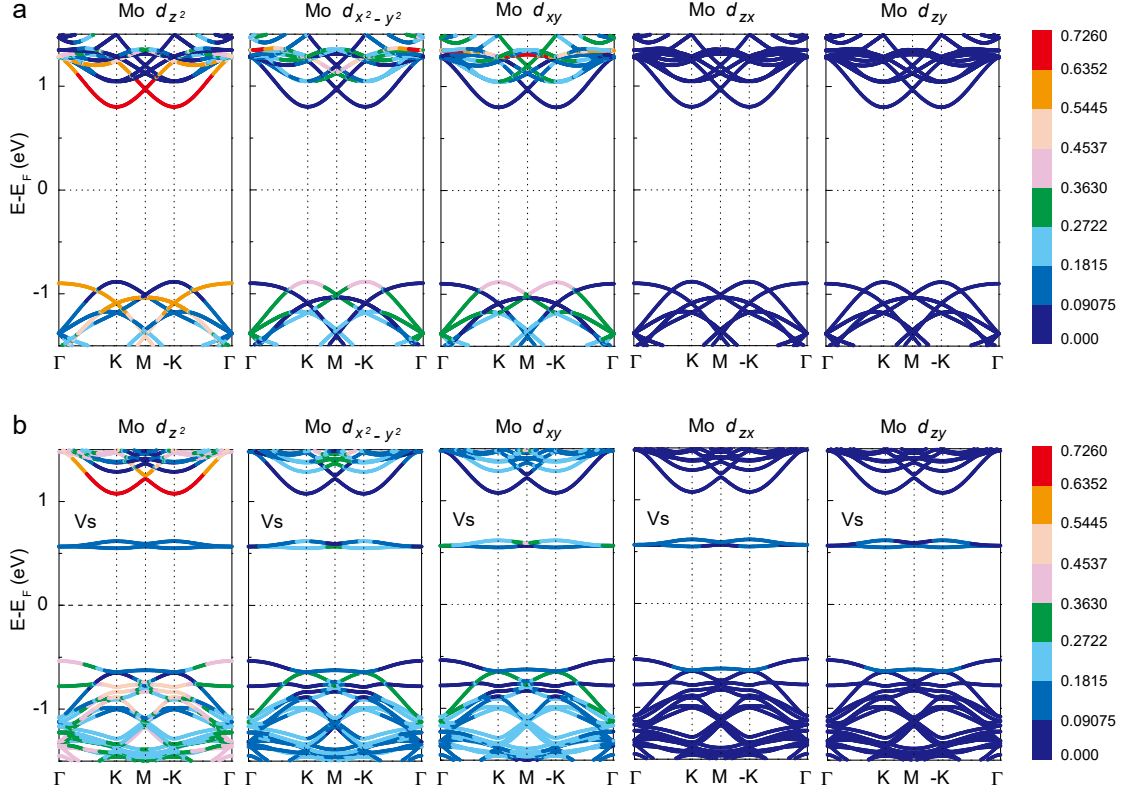 a
Mo d_z²
Mo d_x²–y²
Mo d_xy
Mo d_zx
Mo d_zy
E-E_F (eV)
1
0
-1
Γ K M -K Γ
Γ K M -K Γ
Γ K M -K Γ
Γ K M -K Γ
Γ K M -K Γ
0.7260
0.6352
0.5445
0.4537
0.3630
0.2722
0.1815
0.09075
0.000
b
Mo d_z²
Mo d_x²–y²
Mo d_xy
Mo d_zx
Mo d_zy
E-E_F (eV)
1
0
-1
Vs
Vs
Vs
Vs
Vs
Γ K M -K Γ
Γ K M -K Γ
Γ K M -K Γ
Γ K M -K Γ
Γ K M -K Γ
0.7260
0.6352
0.5445
0.4537
0.3630
0.2722
0.1815
0.09075
0.000